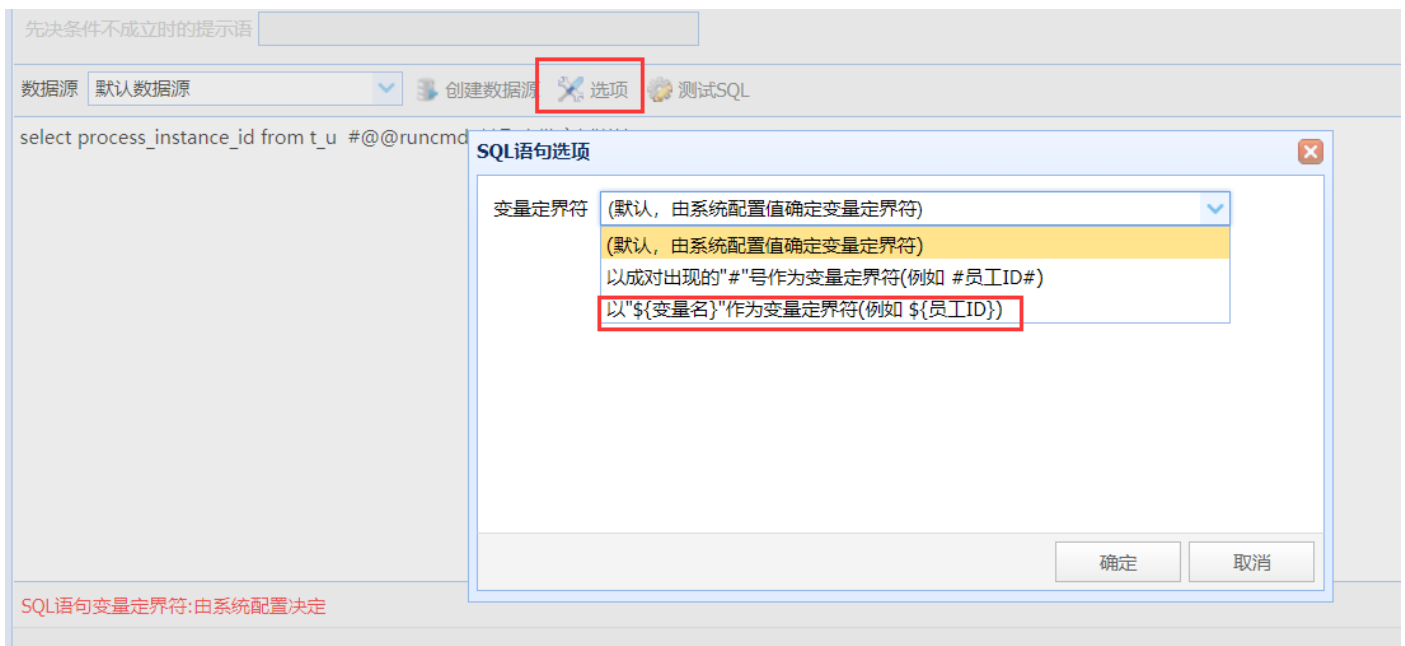 先决条件不成立时的提示语
数据源 默认数据源 创建数据源 选项 测试SQL
select process_instance_id from t_u #@@runcmd
SQL语句选项
变量定界符 (默认，由系统配置值确定变量定界符)
(默认，由系统配置值确定变量定界符)
以成对出现的"#"号作为变量定界符(例如 #员工ID#)
以"${变量名}"作为变量定界符(例如 ${员工ID})
确定 取消
SQL语句变量定界符:由系统配置决定